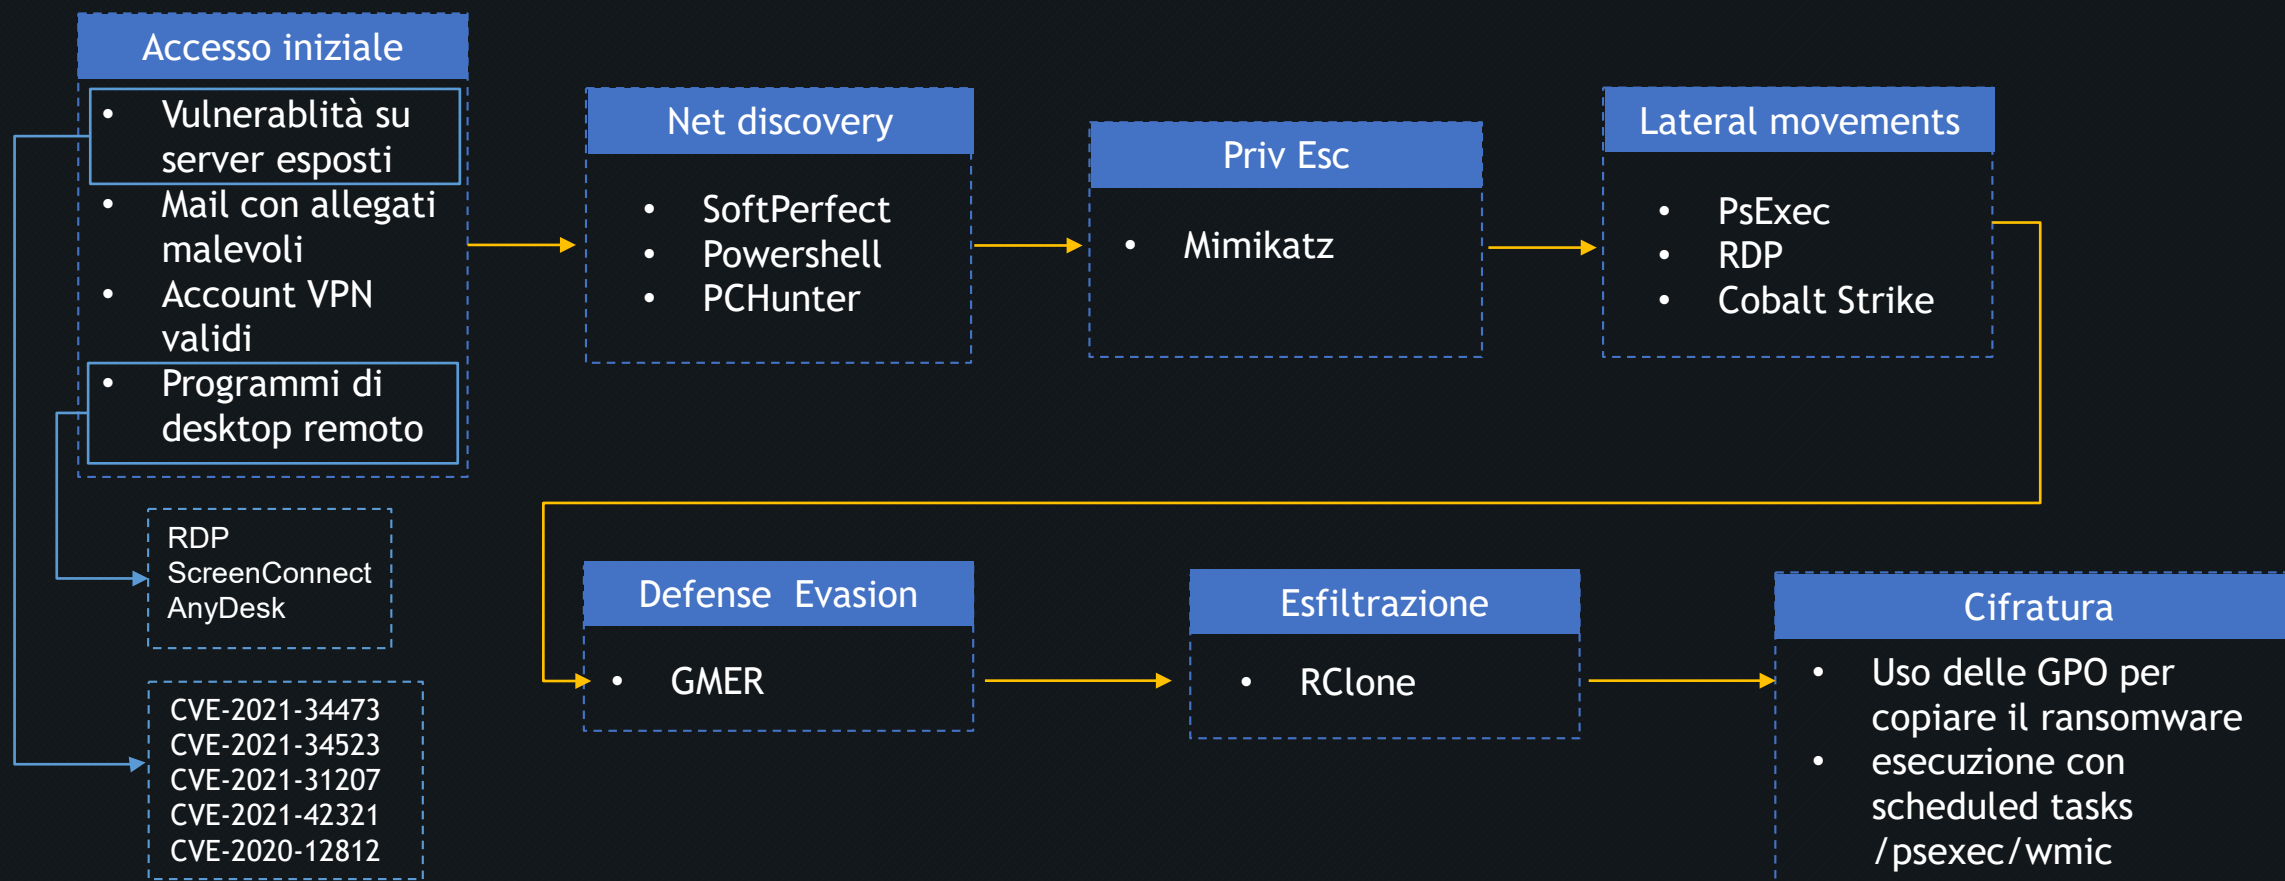 Accesso iniziale
• Vulnerablità su
server esposti
• Mail con allegati
malevoli
• Account VPN
validi
• Programmi di
desktop remoto
RDP
ScreenConnect
AnyDesk
CVE-2021-34473
CVE-2021-34523
CVE-2021-31207
CVE-2021-42321
CVE-2020-12812
Net discovery
• SoftPerfect
• Powershell
• PCHunter
Priv Esc
• Mimikatz
Lateral movements
• PsExec
• RDP
• Cobalt Strike
Defense Evasion
• GMER
Esfiltrazione
• RClone
Cifratura
• Uso delle GPO per
copiare il ransomware
• esecuzione con
scheduled tasks
/psexec/wmic